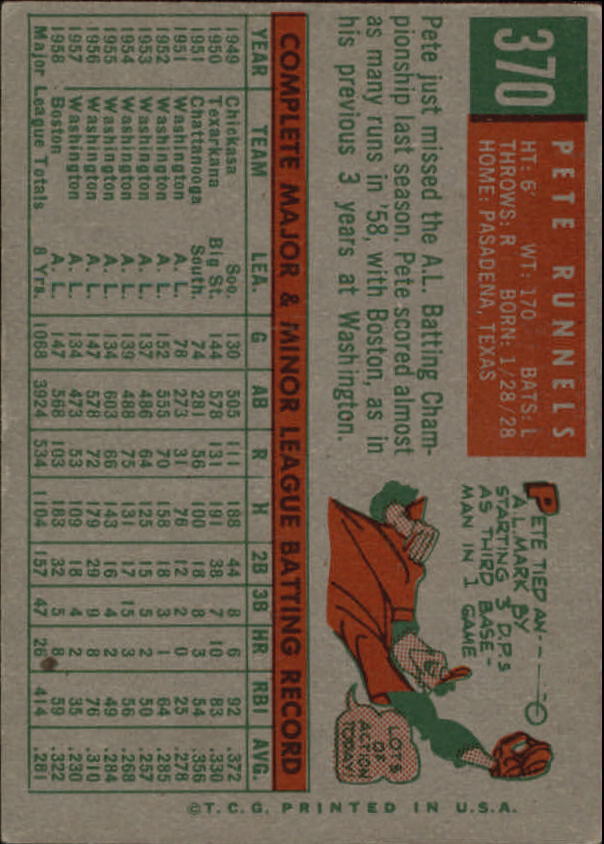 370
PETE RUNNELS
HT: 6' WT: 170 BATS: L
THROWS: R BORN: 1/28/28
HOME: PASADENA, TEXAS
Pete just missed the A.L. Batting Cham-
pionship last season. Pete scored almost
as many runs in '58, with Boston, as in
his previous 3 years at Washington.
PETE TIED AN
A.L. MARK BY
STARTING 3 D.P.S
AS THIRD BASE-
MAN IN 1 GAME
LOTS
OF
ACTION
TODAY!
COMPLETE MAJOR & MINOR LEAGUE BATTING RECORD
YEAR TEAM LEA. G AB R H 2B 3B HR RBI AVG.
1949 Chickasa Soo. 130 505 111 188 44 8 6 92 .372
1950 Texarkana Big St. 144 578 131 191 38 7 10 83 .330
1951 Chattanooga South. 74 281 56 100 18 8 3 54 .356
1951 Washington A. L. 78 273 31 76 12 2 0 25 .278
1952 Washington A. L. 152 555 70 158 18 3 1 64 .285
1953 Washington A. L. 137 486 64 125 15 5 2 50 .257
1954 Washington A. L. 139 488 75 131 17 15 3 56 .268
1955 Washington A. L. 134 503 66 143 16 4 2 49 .284
1956 Washington A. L. 147 578 72 179 29 9 8 76 .310
1957 Washington A. L. 134 473 53 109 18 4 2 35 .230
1958 Boston A. L. 147 568 103 183 32 5 8 59 .322
Major League Totals 8 Yrs. 1068 3924 534 1104 157 47 26 414 .281
©T.C.G. PRINTED IN U.S.A.